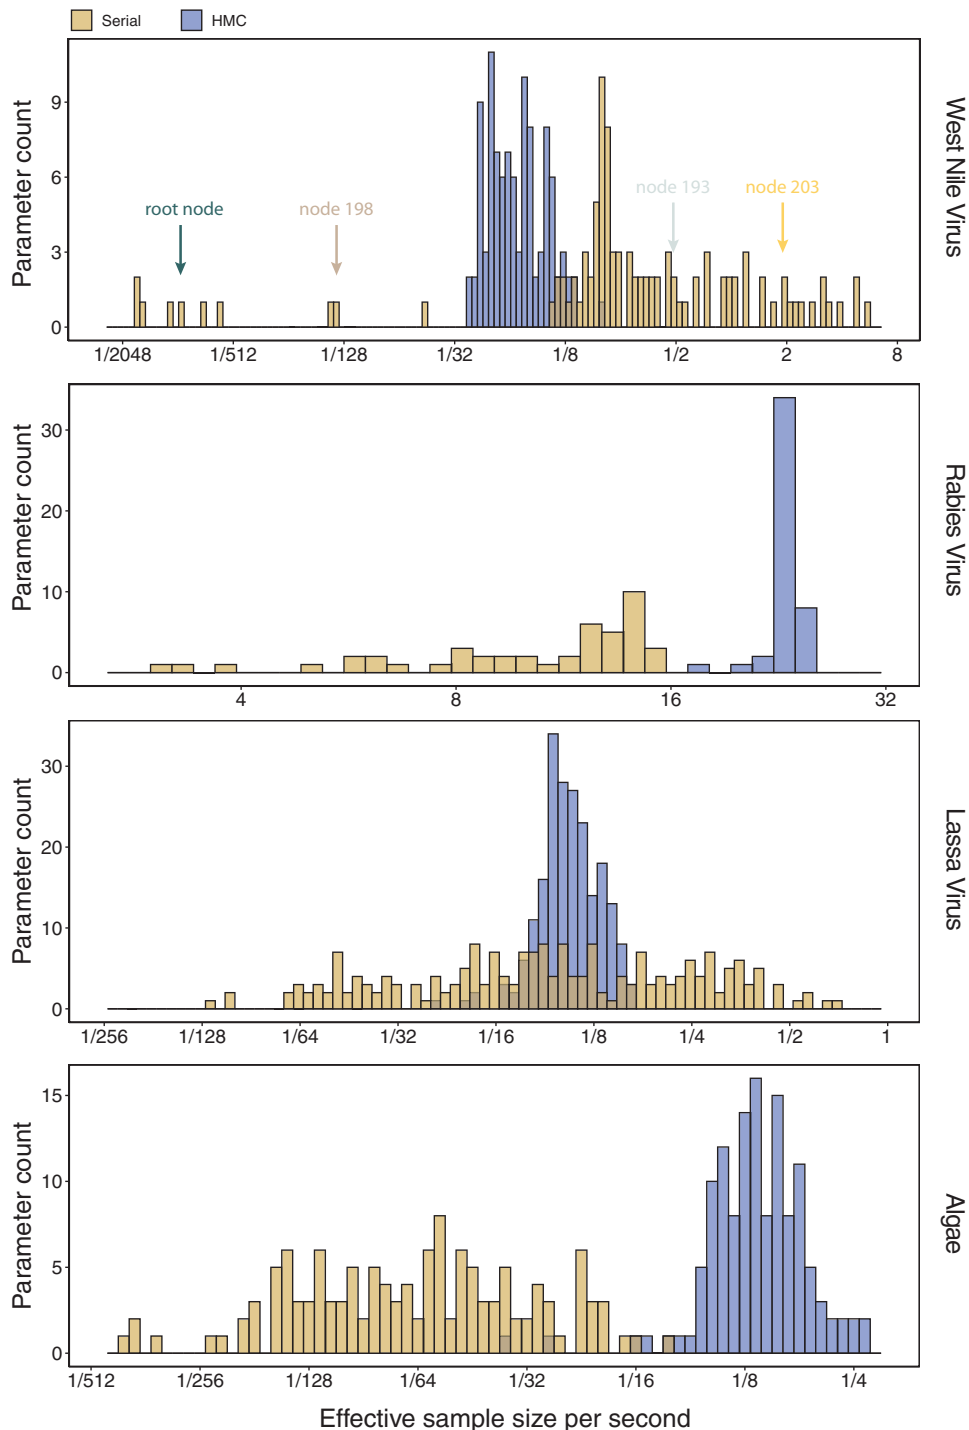 Serial HMC
Parameter count
9
6
3
0
root node
node 198
node 193
node 203
1/2048 1/512 1/128 1/32 1/8 1/2 2 8
West Nile Virus
Parameter count
30
20
10
0
4 8 16 32
Rabies Virus
Parameter count
30
20
10
0
1/256 1/128 1/64 1/32 1/16 1/8 1/4 1/2 1
Lassa Virus
Parameter count
15
10
5
0
1/512 1/256 1/128 1/64 1/32 1/16 1/8 1/4
Algae
Effective sample size per second